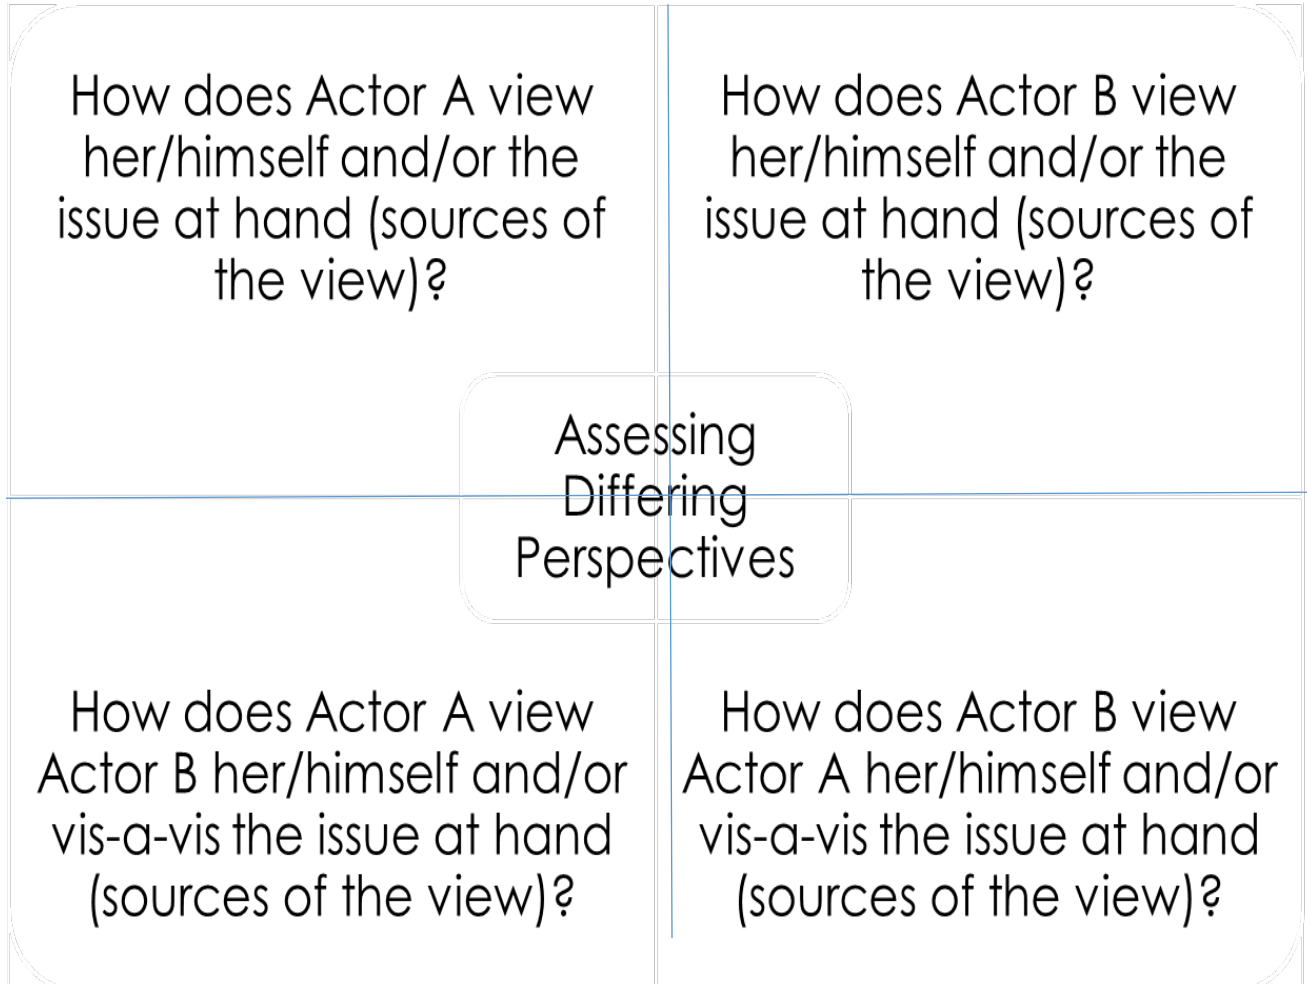 How does Actor A view
her/himself and/or the
issue at hand (sources of
the view)?
How does Actor B view
her/himself and/or the
issue at hand (sources of
the view)?
Assessing
Differing
Perspectives
How does Actor A view
Actor B her/himself and/or
vis-a-vis the issue at hand
(sources of the view)?
How does Actor B view
Actor A her/himself and/or
vis-a-vis the issue at hand
(sources of the view)?